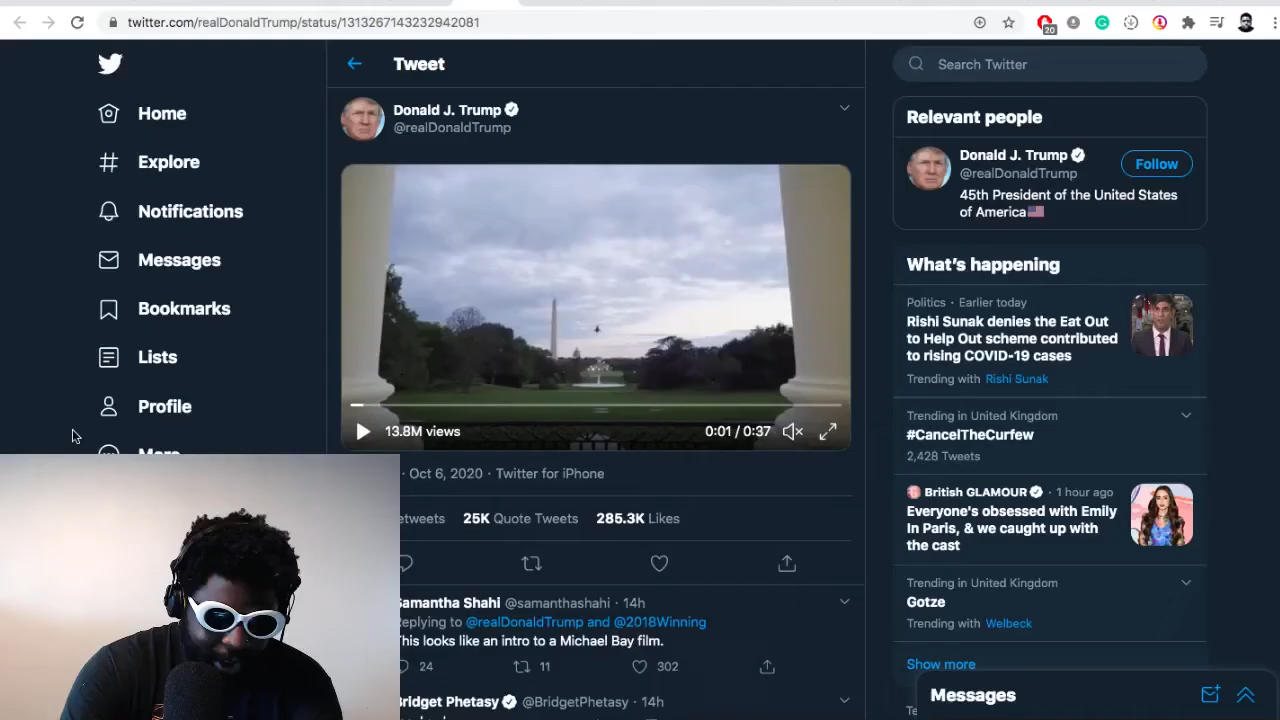 twitter.com/realDonaldTrump/status/1313267143232942081
20
Home
Explore
Notifications
Messages
Bookmarks
Lists
Profile
More
Tweet
Donald J. Trump
@realDonaldTrump
13.8M views
0:01 / 0:37
· Oct 6, 2020 · Twitter for iPhone
etweets 25K Quote Tweets 285.3K Likes
Samantha Shahi @samanthashahi · 14h
Replying to @realDonaldTrump and @2018Winning
This looks like an intro to a Michael Bay film.
24 11 302
Bridget Phetasy @BridgetPhetasy · 14h
Search Twitter
Relevant people
Donald J. Trump
@realDonaldTrump
Follow
45th President of the United States
of America
What's happening
Politics · Earlier today
Rishi Sunak denies the Eat Out
to Help Out scheme contributed
to rising COVID-19 cases
Trending with Rishi Sunak
Trending in United Kingdom
#CancelTheCurfew
2,428 Tweets
British GLAMOUR · 1 hour ago
Everyone's obsessed with Emily
In Paris, & we caught up with
the cast
Trending in United Kingdom
Gotze
Trending with Welbeck
Show more
Messages